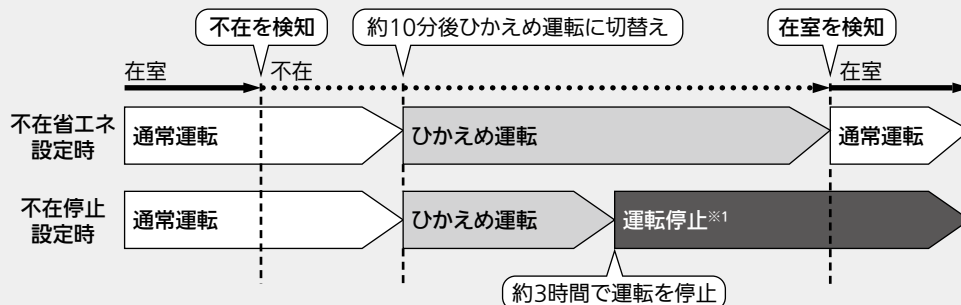 不在を検知
約10分後ひかえめ運転に切替え
在室を検知
在室
不在
在室
不在省エネ
設定時
通常運転
ひかえめ運転
通常運転
不在停止
設定時
通常運転
ひかえめ運転
運転停止※1
約3時間で運転を停止